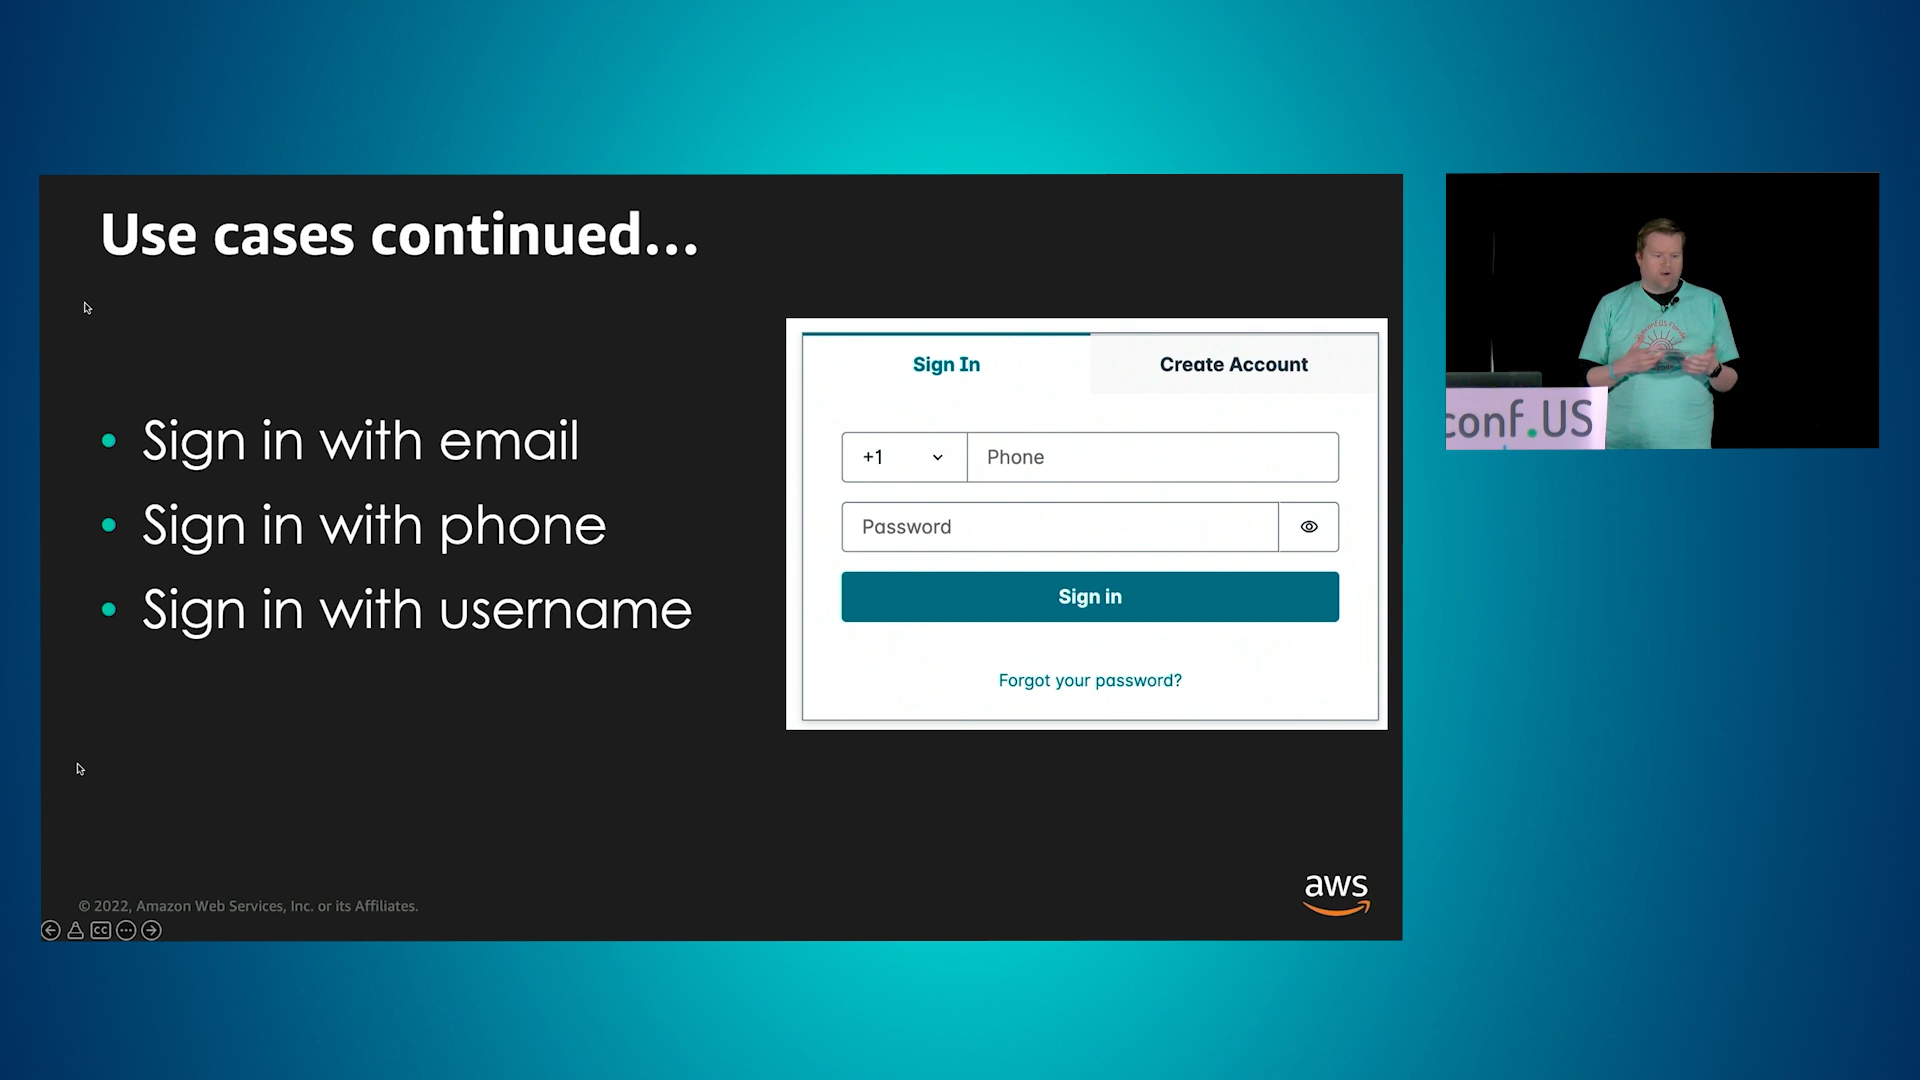 Use cases continued...
Sign in with email
Sign in with phone
Sign in with username
Sign In
Create Account
+1
Phone
Password
Sign in
Forgot your password?
© 2022, Amazon Web Services, Inc. or its Affiliates.
aws
CC
conf.US